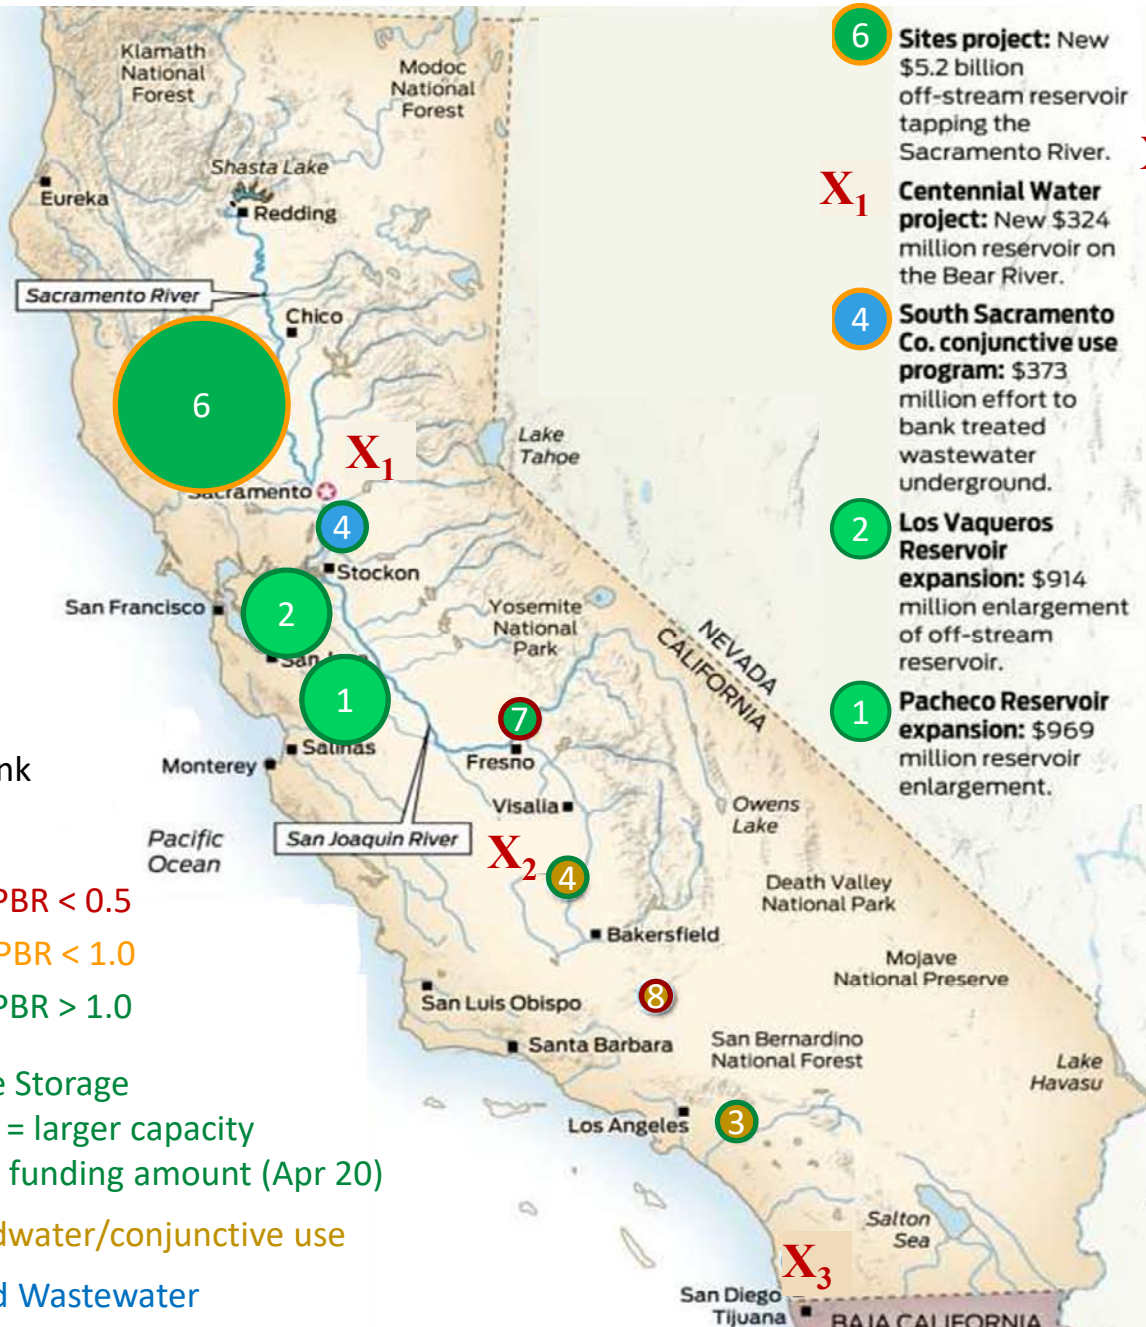 Klamath
National
Forest
Modoc
National
Forest
Shasta Lake
Eureka
Redding
Sacramento River
Chico
6
X1
Lake
Tahoe
Sacramento
4
Stockon
2
San Francisco
San Jose
Yosemite
National
Park
NEVADA
CALIFORNIA
1
7
Salinas
Monterey
Fresno
Visalia
Owens
Lake
Pacific
Ocean
San Joaquin River
X2
4
Death Valley
National Park
Bakersfield
Mojave
National Preserve
8
San Luis Obispo
Santa Barbara
San Bernardino
National Forest
Lake
Havasu
Los Angeles
3
Salton
Sea
X3
San Diego
Tijuana
BAJA CALIFORNIA
6
Sites project: New
$5.2 billion
off-stream reservoir
tapping the
Sacramento River.
X1
Centennial Water
project: New $324
million reservoir on
the Bear River.
4
South Sacramento
Co. conjunctive use
program: $373
million effort to
bank treated
wastewater
underground.
2
Los Vaqueros
Reservoir
expansion: $914
million enlargement
of off-stream
reservoir.
1
Pacheco Reservoir
expansion: $969
million reservoir
enlargement.
nk
PBR < 0.5
PBR < 1.0
PBR > 1.0
e Storage
= larger capacity
funding amount (Apr 20)
dwater/conjunctive use
d Wastewater